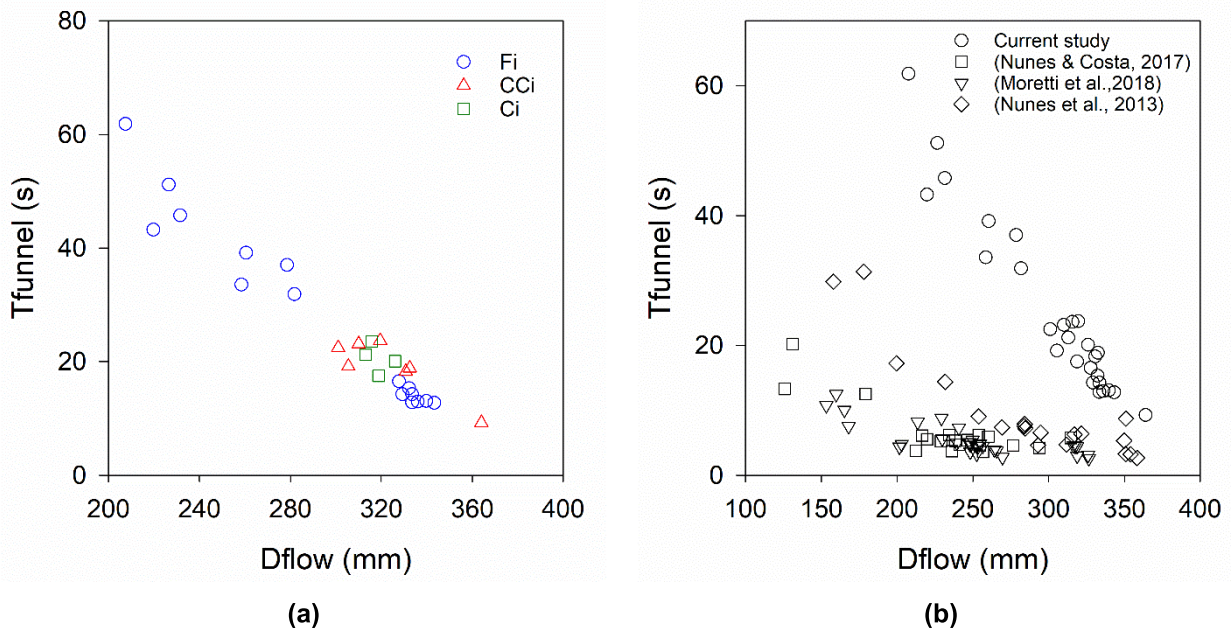 80
60
40
20
0
Tfunnel (s)
Fi
CCi
Ci
200 240 280 320 360 400
Dflow (mm)
(a)
60
40
20
0
Tfunnel (s)
Current study
(Nunes & Costa, 2017)
(Moretti et al.,2018)
(Nunes et al., 2013)
100 150 200 250 300 350 400
Dflow (mm)
(b)